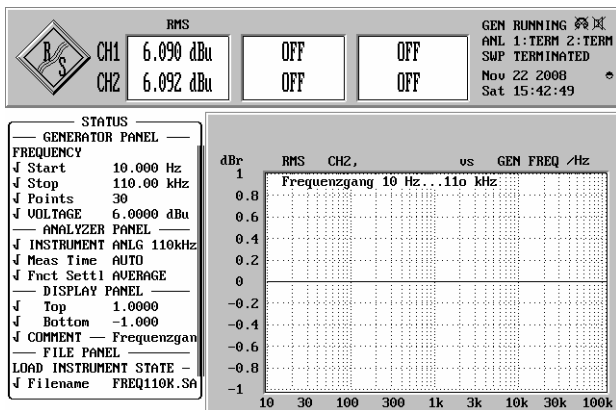 RMS
R
S
CH1 6.090 dBu OFF OFF
CH2 6.092 dBu OFF OFF
GEN RUNNING
ANL 1:TERM 2:TERM
SWP TERMINATED
Nov 22 2008
Sat 15:42:49
STATUS
GENERATOR PANEL
FREQUENCY
Start 10.000 Hz
Stop 110.00 kHz
Points 30
VOLTAGE 6.0000 dBu
ANALYZER PANEL
INSTRUMENT ANLG 110kHz
Meas Time AUTO
Fnct Settl AVERAGE
DISPLAY PANEL
Top 1.0000
Bottom -1.000
COMMENT — Frequenzgan
FILE PANEL
LOAD INSTRUMENT STATE -
Filename FREQ110K.SA
dBr RMS CH2, vs GEN FREQ /Hz
Frequenzgang 10 Hz...11o kHz
1
0.8
0.6
0.4
0.2
0
-0.2
-0.4
-0.6
-0.8
-1
10 30 100 300 1k 3k 10k 30k 100k